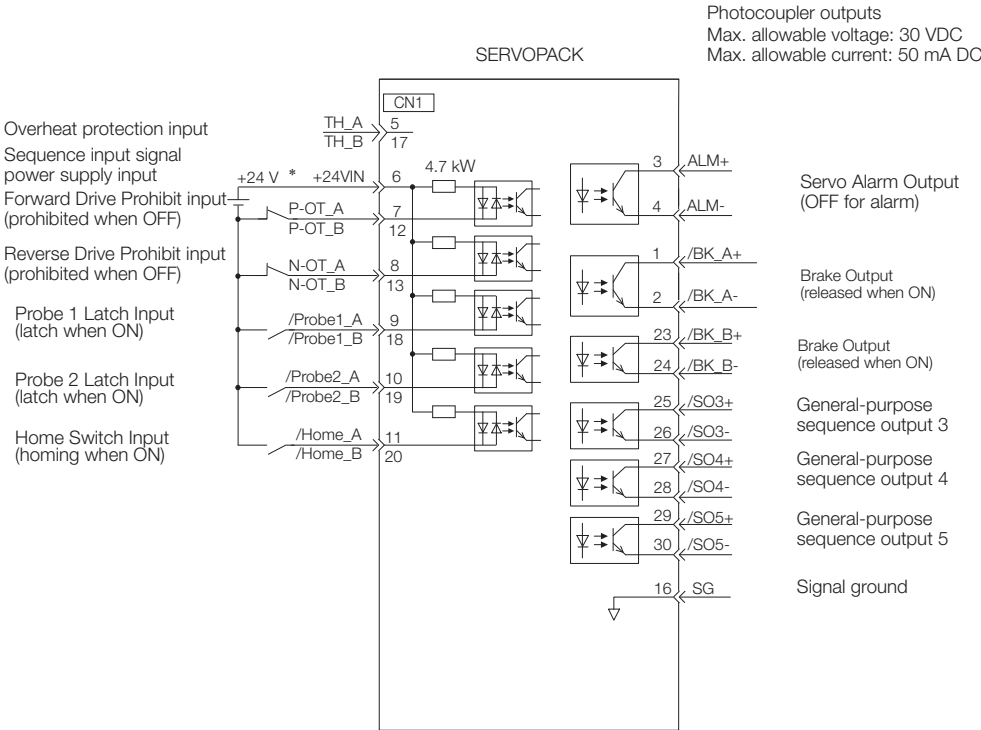 Photocoupler outputs
Max. allowable voltage: 30 VDC
Max. allowable current: 50 mA DC
SERVOPACK
CN1
Overheat protection input
TH_A 5
TH_B 17
Sequence input signal
power supply input
+24 V * +24VIN 6
4.7 kW
Forward Drive Prohibit input
(prohibited when OFF)
P-OT_A 7
P-OT_B 12
Reverse Drive Prohibit input
(prohibited when OFF)
N-OT_A 8
N-OT_B 13
Probe 1 Latch Input
(latch when ON)
/Probe1_A 9
/Probe1_B 18
Probe 2 Latch Input
(latch when ON)
/Probe2_A 10
/Probe2_B 19
Home Switch Input
(homing when ON)
/Home_A 11
/Home_B 20
3 ALM+
4 ALM-
Servo Alarm Output
(OFF for alarm)
1 /BK_A+
2 /BK_A-
Brake Output
(released when ON)
23 /BK_B+
24 /BK_B-
Brake Output
(released when ON)
25 /SO3+
26 /SO3-
General-purpose
sequence output 3
27 /SO4+
28 /SO4-
General-purpose
sequence output 4
29 /SO5+
30 /SO5-
General-purpose
sequence output 5
16 SG
Signal ground